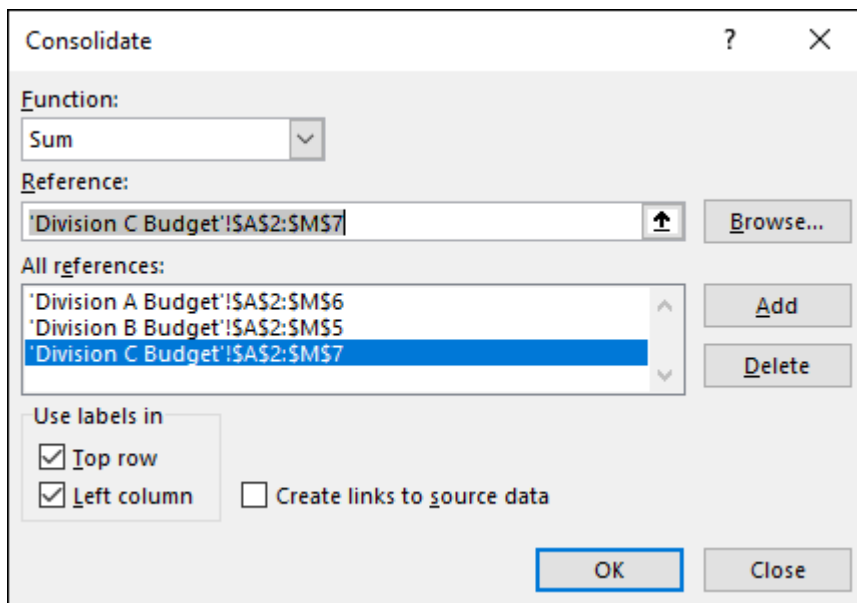 Consolidate
Function:
Sum
Reference:
'Division C Budget'!$A$2:$M$7
Browse...
All references:
'Division A Budget'!$A$2:$M$6
'Division B Budget'!$A$2:$M$5
'Division C Budget'!$A$2:$M$7
Add
Delete
Use labels in
Top row
Left column
Create links to source data
OK
Close